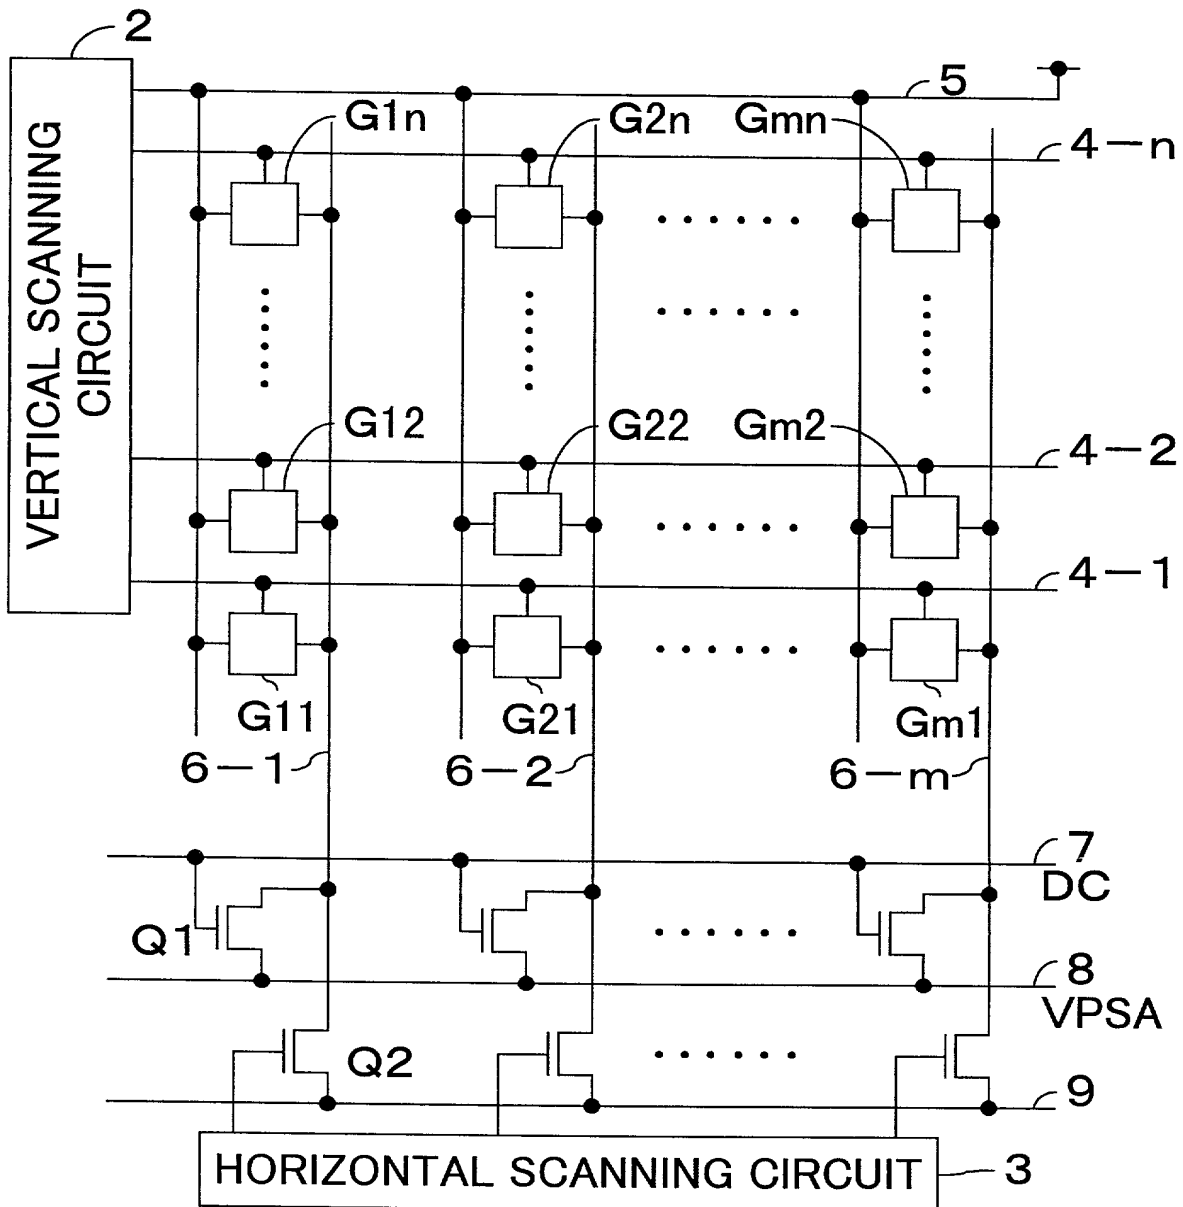 2
5
G1n
G2n
Gmn
4-n
VERTICAL SCANNING
CIRCUIT
G12
G22
Gm2
4-2
4-1
G11
G21
Gm1
6-1
6-2
6-m
7
DC
Q1
8
VPSA
Q2
9
HORIZONTAL SCANNING CIRCUIT
3